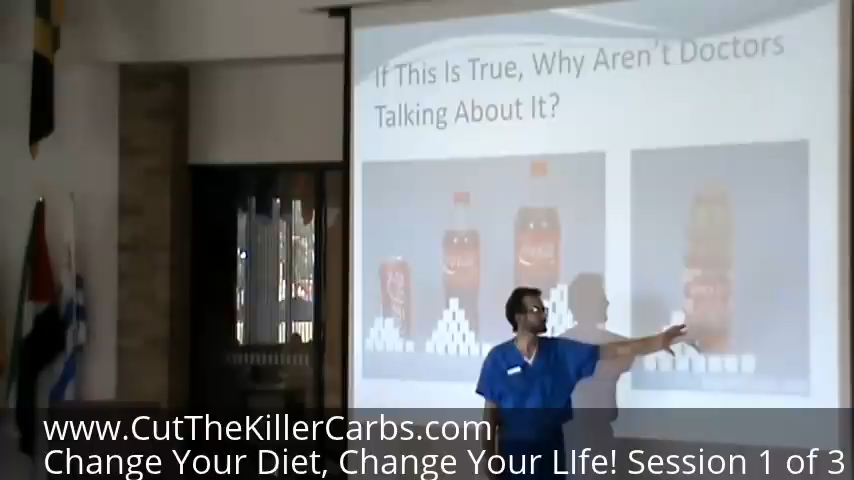 If This Is True, Why Aren't Doctors
Talking About It?
www.CutTheKillerCarbs.com
Change Your Diet, Change Your LIfe! Session 1 of 3